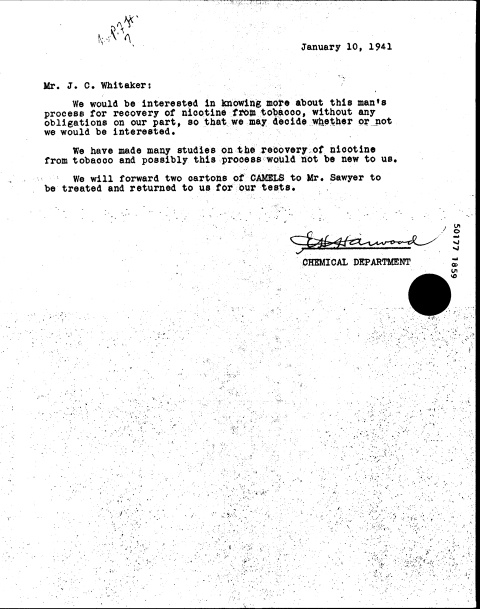 January 10, 1941
Mr. J. C. Whitaker:
We would be interested in knowing more about this man's
process for recovery of nicotine from tobacco, without any
obligations on our part, so that we may decide whether or not
we would be interested.
We have made many studies on the recovery of nicotine
from tobacco and possibly this process would not be new to us.
We will forward two cartons of CAMELS to Mr. Sawyer to
be treated and returned to us for our tests.
Harwood
CHEMICAL DEPARTMENT
50177 1859